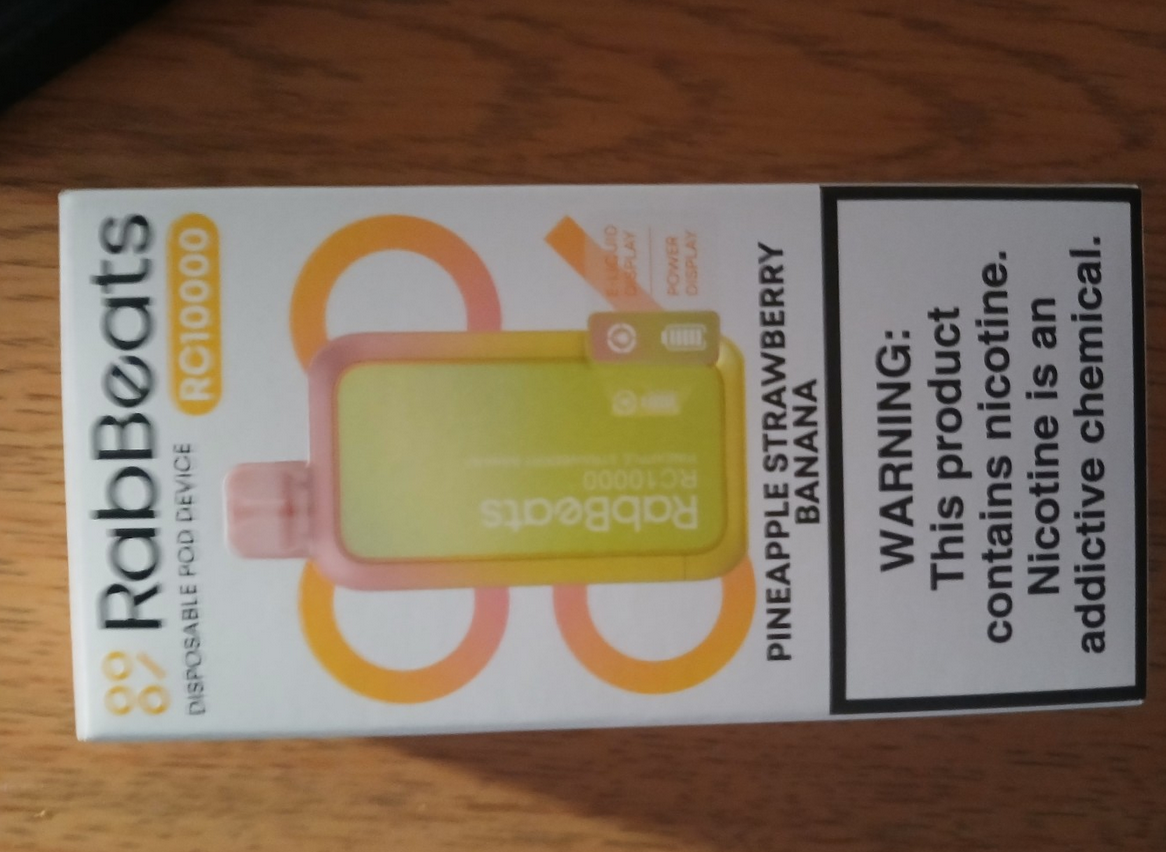 RabBeats
RC10000
DISPOSABLE POD DEVICE
E-LIQUID
DISPLAY
POWER
DISPLAY
RabBeats
RC10000
PINEAPPLE STRAWBERRY
BANANA
WARNING:
This product
contains nicotine.
Nicotine is an
addictive chemical.